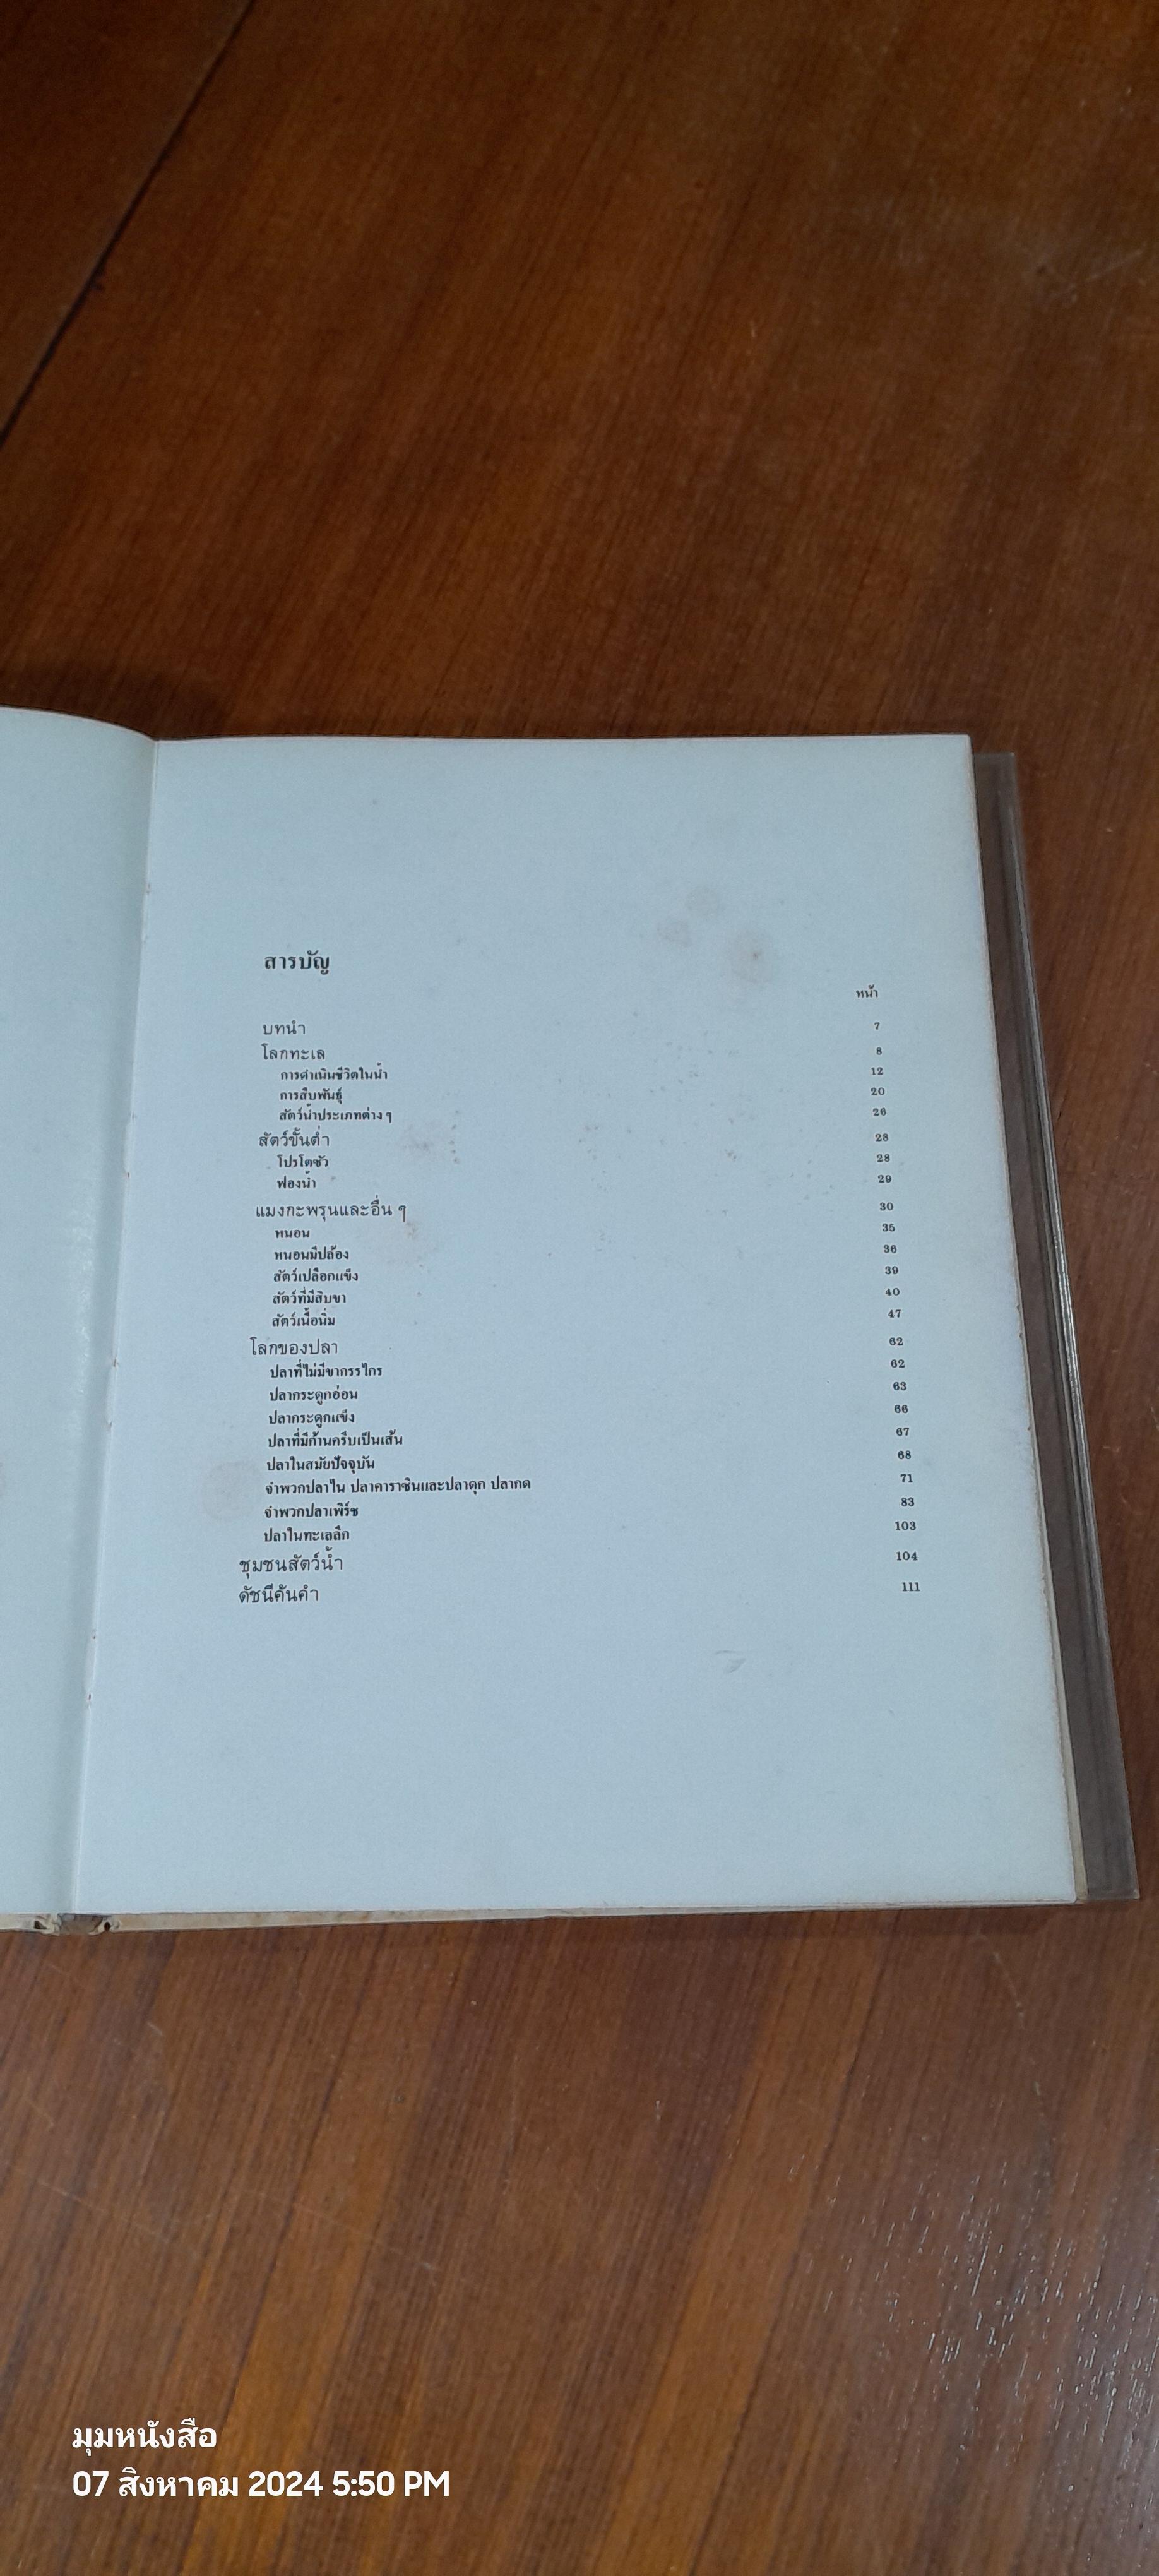 สารบัญ
หน้า
บทนำ 7
โลกทะเล 8
การดำเนินชีวิตในน้ำ 12
การสืบพันธุ์ 20
สัตว์น้ำประเภทต่าง ๆ 26
สัตว์ขั้นต่ำ 28
โปรโตซัว 28
ฟองน้ำ 29
แมงกะพรุนและอื่น ๆ 30
หนอน 35
หนอนมีปล้อง 36
สัตว์เปลือกแข็ง 39
สัตว์ที่มีสิบขา 40
สัตว์เนื้อนิ่ม 47
โลกของปลา 62
ปลาที่ไม่มีขากรรไกร 62
ปลากระดูกอ่อน 63
ปลากระดูกแข็ง 66
ปลาที่มีก้านครีบเป็นเส้น 67
ปลาในสมัยปัจจุบัน 68
จำพวกปลาไน ปลาคาราซินและปลาดุก ปลากด 71
จำพวกปลาเพิร์ช 83
ปลาในทะเลลึก 103
ชุมชนสัตว์น้ำ 104
ดัชนีค้นคำ 111
มุมหนังสือ
07 สิงหาคม 2024 5:50 PM